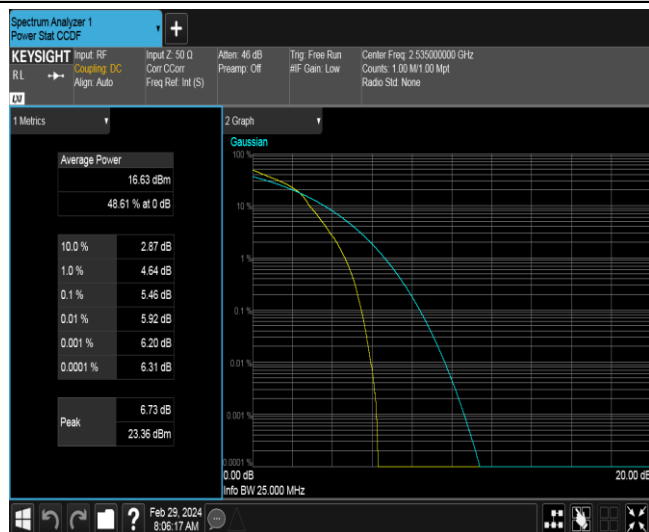 Spectrum Analyzer 1
Power Stat CCDF
+
KEYSIGHT
RL
LXI
Input: RF
Coupling: DC
Align: Auto
Input Z: 50 Ω
Corr CCorr
Freq Ref: Int (S)
Atten: 46 dB
Preamp: Off
Trig: Free Run
#IF Gain: Low
Center Freq: 2.535000000 GHz
Counts: 1.00 M/1.00 Mpt
Radio Std: None
1 Metrics
Average Power
16.63 dBm
48.61 % at 0 dB
10.0 % 2.87 dB
1.0 % 4.64 dB
0.1 % 5.46 dB
0.01 % 5.92 dB
0.001 % 6.20 dB
0.0001 % 6.31 dB
Peak 6.73 dB
23.36 dBm
2 Graph
Gaussian
100 %
10 %
1 %
0.1 %
0.01 %
0.001 %
0.0001 %
0.00 dB 20.00 dB
Info BW 25.000 MHz
?
Feb 29, 2024
8:06:17 AM